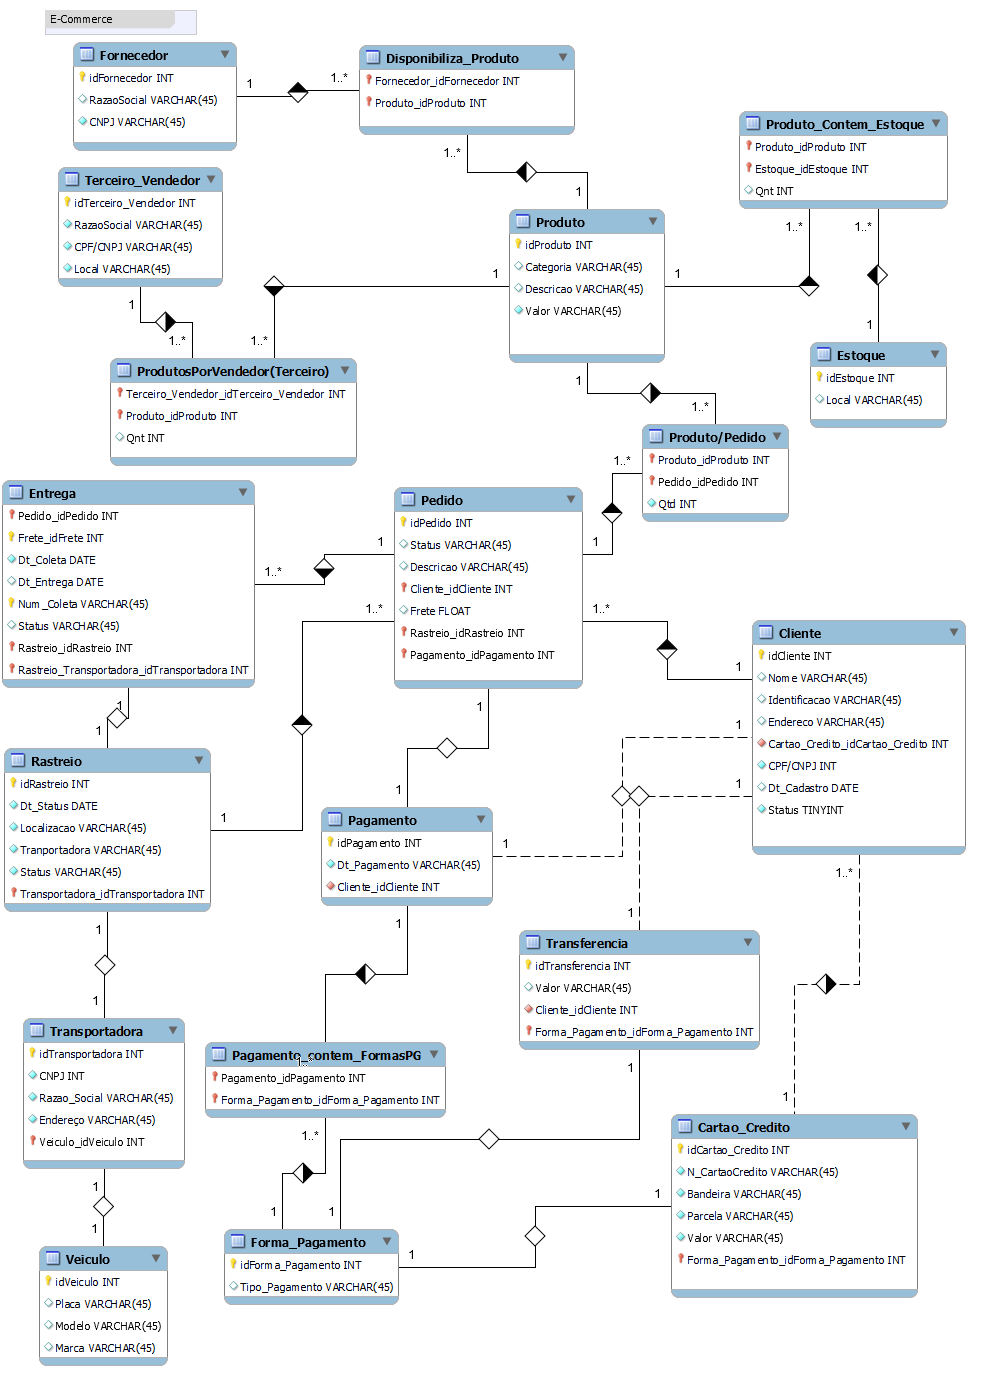 E-Commerce
Fornecedor
idFornecedor INT
RazaoSocial VARCHAR(45)
CNPJ VARCHAR(45)
1
1..*
Disponibiliza_Produto
Fornecedor_idFornecedor INT
Produto_idProduto INT
1..*
1
Produto_Contem_Estoque
Produto_idProduto INT
Estoque_idEstoque INT
Qnt INT
1..*
1..*
Terceiro_Vendedor
idTerceiro_Vendedor INT
RazaoSocial VARCHAR(45)
CPF/CNPJ VARCHAR(45)
Local VARCHAR(45)
1
1..*
Produto
idProduto INT
Categoria VARCHAR(45)
Descricao VARCHAR(45)
Valor VARCHAR(45)
1
1
1..*
1
Estoque
idEstoque INT
Local VARCHAR(45)
ProdutosPorVendedor(Terceiro)
Terceiro_Vendedor_idTerceiro_Vendedor INT
Produto_idProduto INT
Qnt INT
1
1..*
Produto/Pedido
Produto_idProduto INT
Pedido_idPedido INT
Qtd INT
1..*
1
Entrega
Pedido_idPedido INT
Frete_idFrete INT
Dt_Coleta DATE
Dt_Entrega DATE
Num_Coleta VARCHAR(45)
Status VARCHAR(45)
Rastreio_idRastreio INT
Rastreio_Transportadora_idTransportadora INT
1
1..*
1..*
Pedido
idPedido INT
Status VARCHAR(45)
Descricao VARCHAR(45)
Cliente_idCliente INT
Frete FLOAT
Rastreio_idRastreio INT
Pagamento_idPagamento INT
1..*
1
Cliente
idCliente INT
Nome VARCHAR(45)
Identificacao VARCHAR(45)
Endereco VARCHAR(45)
Cartao_Credito_idCartao_Credito INT
CPF/CNPJ INT
Dt_Cadastro DATE
Status TINYINT
1
1
1..*
1
1
Rastreio
idRastreio INT
Dt_Status DATE
Localizacao VARCHAR(45)
Tranportadora VARCHAR(45)
Status VARCHAR(45)
Transportadora_idTransportadora INT
1
1
1
1
Pagamento
idPagamento INT
Dt_Pagamento VARCHAR(45)
Cliente_idCliente INT
1
1
1
Transferencia
idTransferencia INT
Valor VARCHAR(45)
Cliente_idCliente INT
Forma_Pagamento_idForma_Pagamento INT
1
1
Transportadora
idTransportadora INT
CNPJ INT
Razao_Social VARCHAR(45)
Endereço VARCHAR(45)
Veiculo_idVeiculo INT
1
1
Pagamento_contem_FormasPG
1..*
Pagamento_idPagamento INT
Forma_Pagamento_idForma_Pagamento INT
1..*
1
1
1
Cartao_Credito
idCartao_Credito INT
N_CartaoCredito VARCHAR(45)
Bandeira VARCHAR(45)
Parcela VARCHAR(45)
Valor VARCHAR(45)
Forma_Pagamento_idForma_Pagamento INT
1
1
Forma_Pagamento
idForma_Pagamento INT
Tipo_Pagamento VARCHAR(45)
Veiculo
idVeiculo INT
Placa VARCHAR(45)
Modelo VARCHAR(45)
Marca VARCHAR(45)